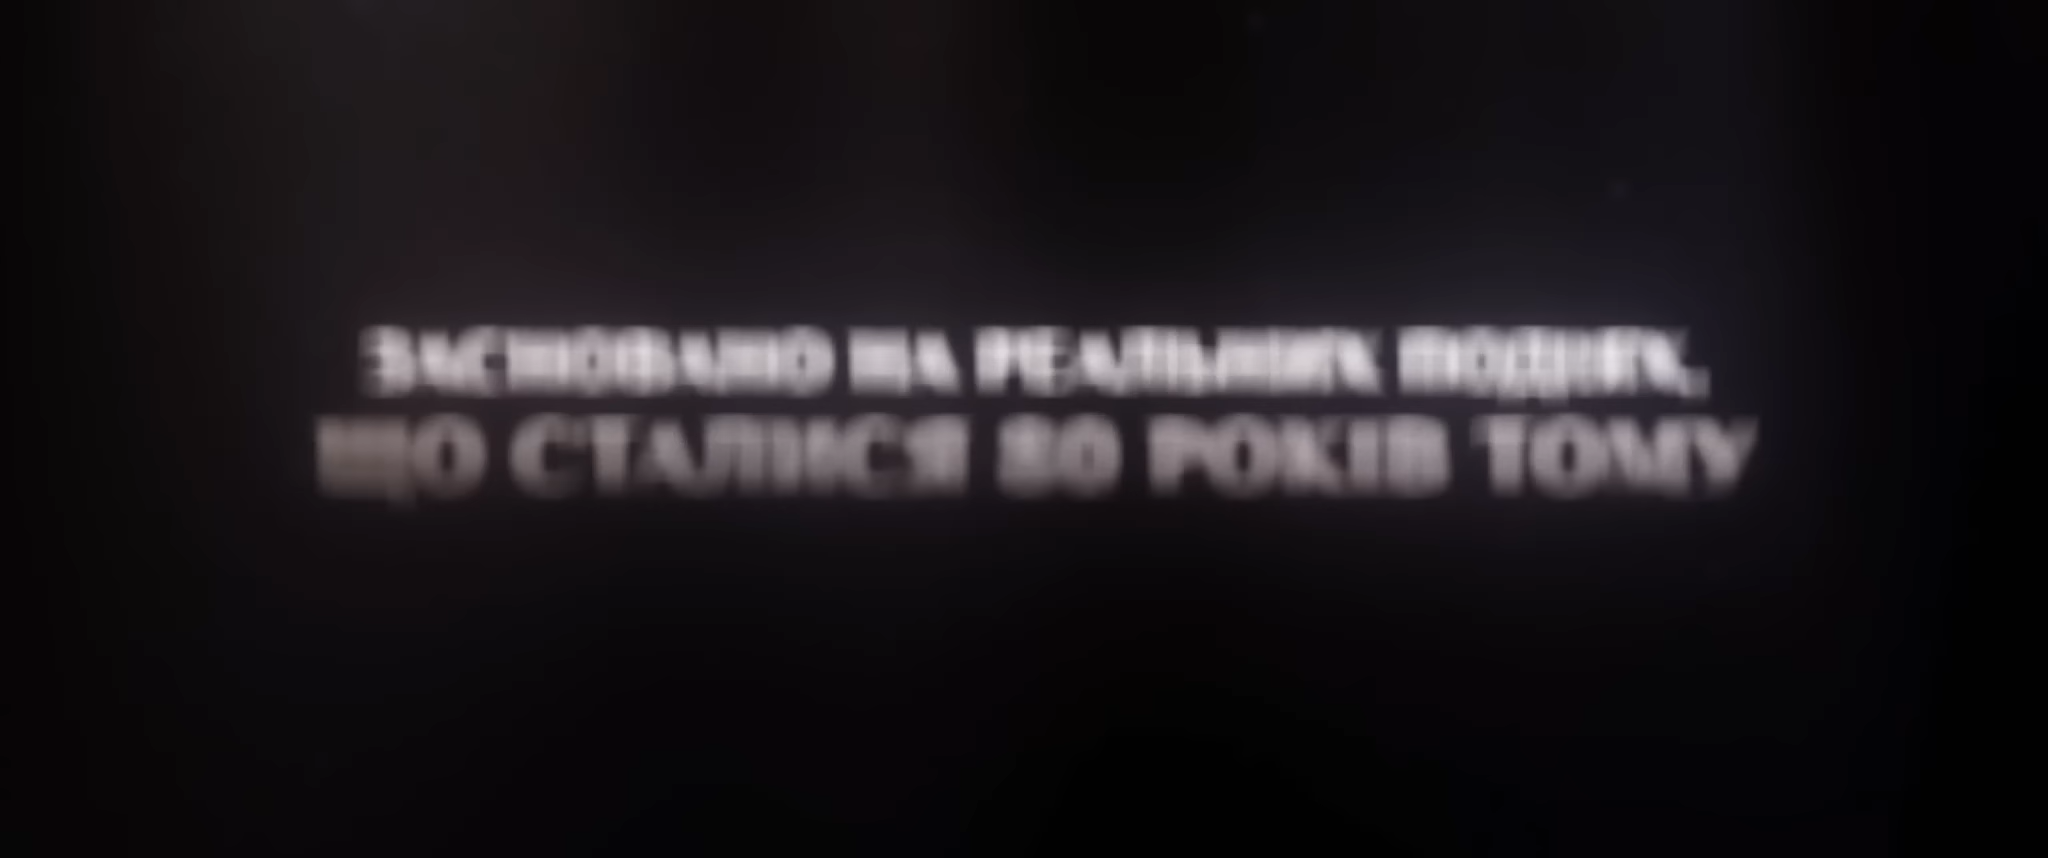 ЗАСНОВАНО НА РЕАЛЬНИХ ПОДІЯХ,
ЩО СТАЛИСЯ 80 РОКІВ ТОМУ